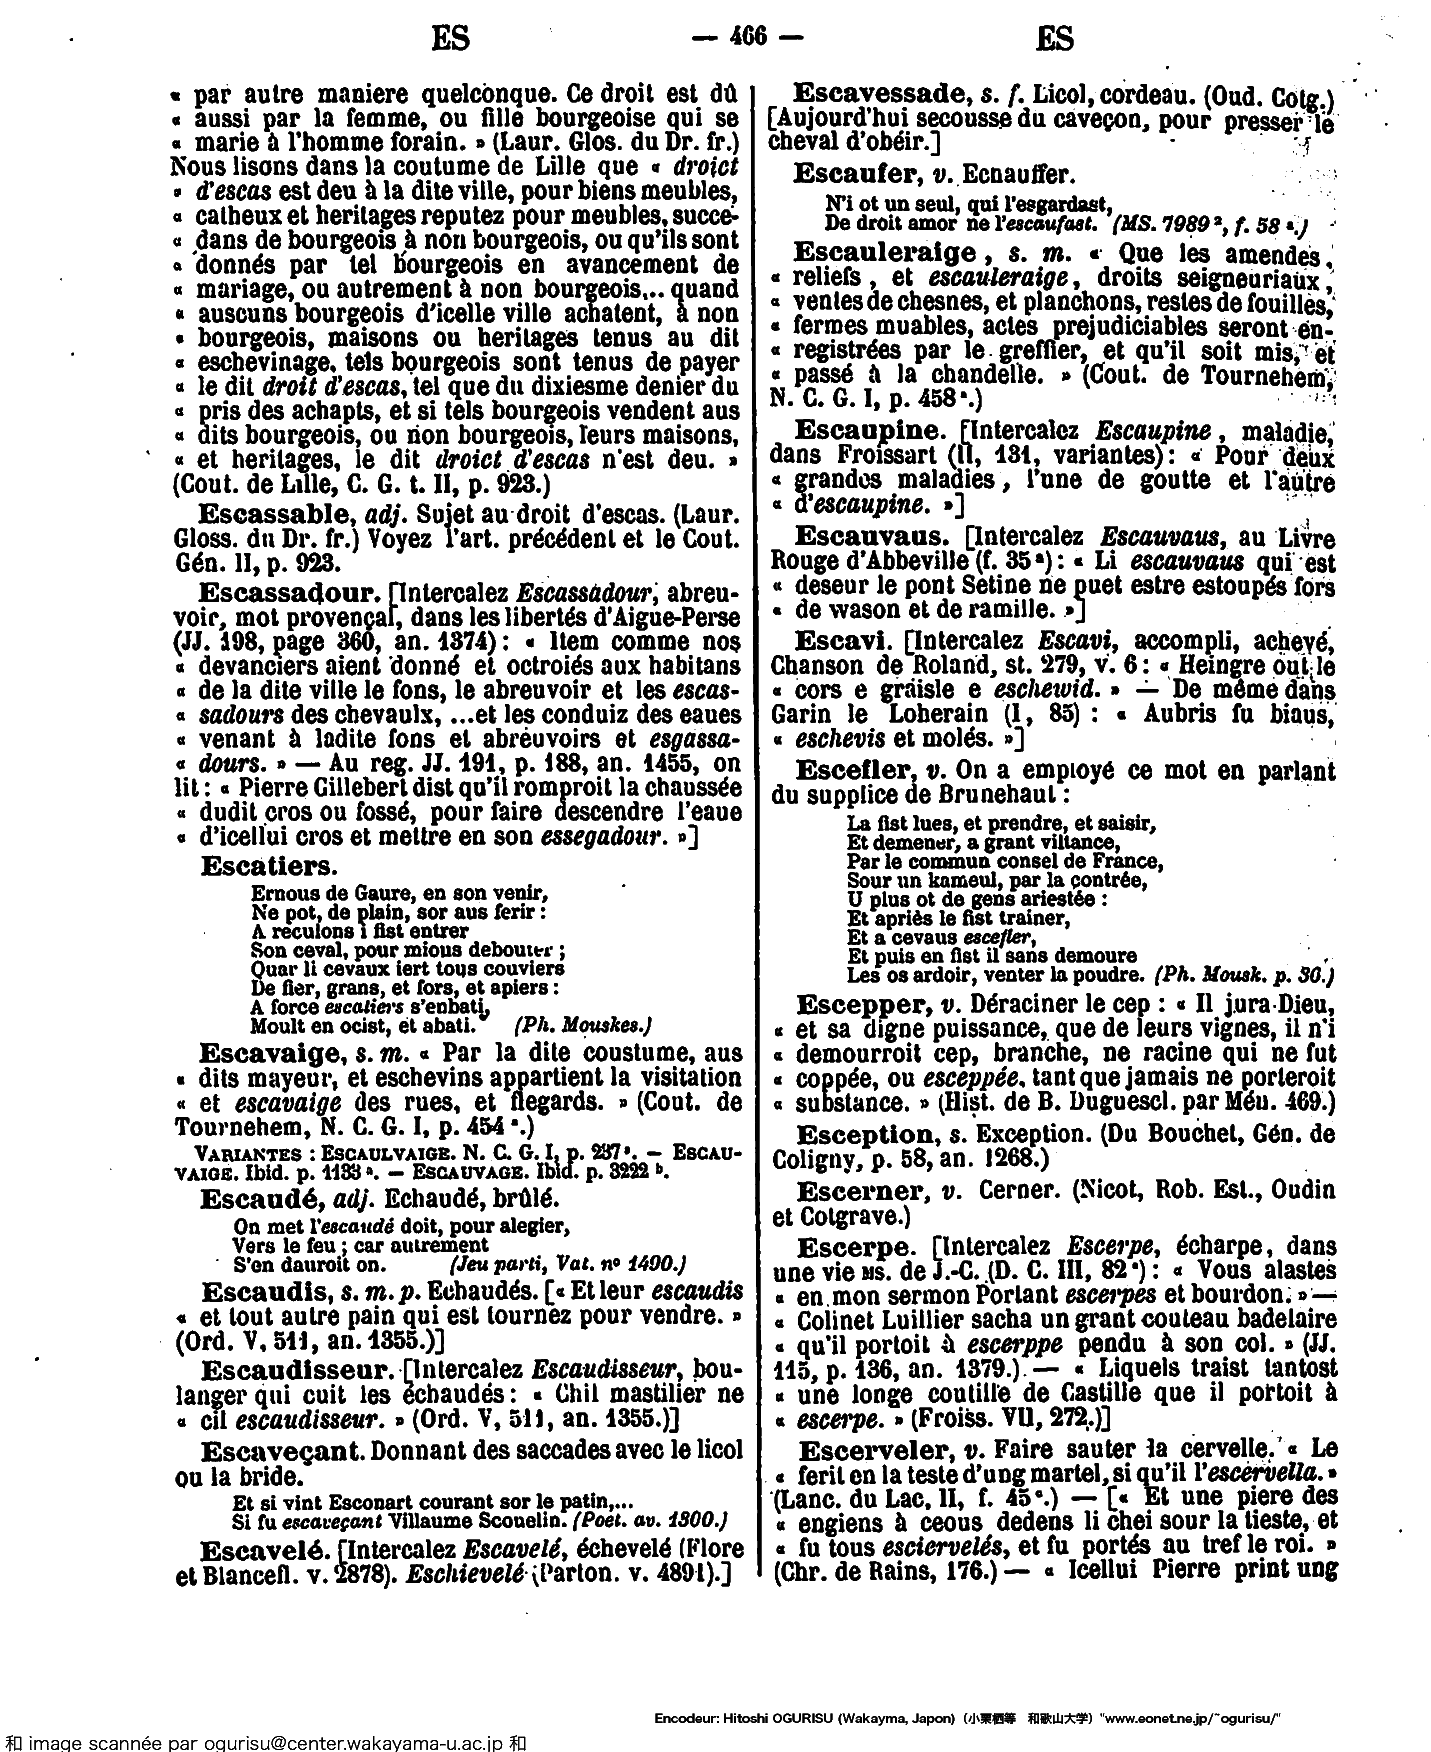 ES — 466 — ES
« par autre maniere quelconque. Ce droit est dû
« aussi par la femme, ou fille bourgeoise qui se
« marie à l'homme forain. » (Laur. Glos. du Dr. fr.)
Nous lisons dans la coutume de Lille que « droict
» d'escas est deu à la dite ville, pour biens meubles,
« catheux et heritages reputez pour meubles, succe-
« dans de bourgeois à non bourgeois, ou qu'ils sont
« donnés par tel bourgeois en avancement de
« mariage, ou autrement à non bourgeois,.. quand
« auscuns bourgeois d'icelle ville achatent, à non
« bourgeois, maisons ou heritages tenus au dit
« eschevinage, tels bourgeois sont tenus de payer
« le dit droit d'escas, tel que du dixiesme denier du
« pris des achapts, et si tels bourgeois vendent aus
« dits bourgeois, ou non bourgeois, leurs maisons,
« et heritages, le dit droict d'escas n'est deu. »
(Cout. de Lille, C. G. t. II, p. 923.)
Escassable, adj. Sujet au droit d'escas. (Laur.
Gloss. du Dr. fr.) Voyez l'art. précédent et le Cout.
Gén. II, p. 923.
Escassadour. [Intercalez Escassadour, abreu-
voir, mot provençal, dans les libertés d'Aigue-Perse
(JJ. 198, page 360, an. 1374) : « Item comme nos
« devanciers aient donné et octroiés aux habitans
« de la dite ville le fons, le abreuvoir et les escas-
« sadours des chevaulx, ...et les conduiz des eaues
« venant à ladite fons et abreuvoirs et esgassa-
« dours. » — Au reg. JJ. 191, p. 188, an. 1455, on
lit : « Pierre Gillebert dist qu'il romproit la chaussée
« dudit cros ou fossé, pour faire descendre l'eaue
« d'icellui cros et mettre en son essegadour. »]
Escatiers.
Ernous de Gaure, en son venir,
Ne pot, de plain, sor aus ferir :
A reculons i fist entrer
Son ceval, pour mious debouter ;
Quar li cevaux iert tous couviers
De fier, grans, et fors, et apiers :
A force escatiers s'enbati,
Moult en ocist, et abati. (Ph. Mouskes.)
Escavaige, s. m. « Par la dite coustume, aus
« dits mayeur, et eschevins appartient la visitation
« et escavaige des rues, et flegards. » (Cout. de
Tournehem, N. C. G. I, p. 454 ª.)
VARIANTES : ESCAULVAIGE. N. C. G. I, p. 237 ª. — ESCAU-
VAIGE. Ibid. p. 1133 ª. — ESCAUVAGE. Ibid. p. 3222 b.
Escaudé, adj. Echaudé, brûlé.
On met l'escaudé doit, pour alegier,
Vers le feu ; car autrement
S'en dauroit on. (Jeu parti, Vat. nº 1490.)
Escaudis, s. m. p. Echaudés. [« Et leur escaudis
« et tout autre pain qui est tournez pour vendre. »
(Ord. V, 511, an. 1355.)]
Escaudisseur. [Intercalez Escaudisseur, bou-
langer qui cuit les échaudés : « Chil mastilier ne
« cil escaudisseur. » (Ord. V, 511, an. 1355.)]
Escaveçant. Donnant des saccades avec le licol
ou la bride.
Et si vint Esconart courant sor le patin,...
Si fu escaveçant Villaume Scouelin. (Poet. av. 1300.)
Escavelé. [Intercalez Escavelé, échevelé (Flore
et Blancefl. v. 2878). Eschievelé (Parton. v. 4891).]
Escavessade, s. f. Licol, cordeau. (Oud. Cotg.)
[Aujourd'hui secousse du caveçon, pour presser le
cheval d'obéir.]
Escaufer, v. Echauffer.
N'i ot un seul, qui l'esgardast,
De droit amor ne l'escaufast. (MS. 7989 ², f. 58 ª.)
Escauleraige, s. m. « Que les amendes,
« reliefs, et escauleraige, droits seigneuriaux,
« ventes de chesnes, et planchons, restes de fouilles,
« fermes muables, actes prejudiciables seront en-
« registrées par le greffier, et qu'il soit mis, et
« passé à la chandelle. » (Cout. de Tournehem,
N. C. G. I, p. 458 ª.)
Escaupine. [Intercalez Escaupine, maladie,
dans Froissart (II, 131, variantes) : « Pour deux
« grandes maladies, l'une de goutte et l'autre
« d'escaupine. »]
Escauvaus. [Intercalez Escauvaus, au Livre
Rouge d'Abbeville (f. 35 ª) : « Li escauvaus qui est
« deseur le pont Setine ne puet estre estoupés fors
« de wason et de ramille. »]
Escavi. [Intercalez Escavi, accompli, achevé,
Chanson de Roland, st. 279, v. 6 : « Heingre out le
« cors e graisle e eschewid. » — De même dans
Garin le Loherain (I, 85) : « Aubris fu biaus,
« eschevis et molés. »]
Escefler, v. On a employé ce mot en parlant
du supplice de Brunehaut :
La fist lues, et prendre, et saisir,
Et demener, a grant viltance,
Par le commun consel de France,
Sour un kameul, par la contrée,
U plus ot de gens ariestée :
Et apriès le fist trainer,
Et a cevaus escefler,
Et puis en fist il sans demoure
Les os ardoir, venter la poudre. (Ph. Mousk. p. 30.)
Escepper, v. Déraciner le cep : « Il jura Dieu,
« et sa digne puissance, que de leurs vignes, il n'i
« demourroit cep, branche, ne racine qui ne fut
« coppée, ou esceppée, tant que jamais ne porteroit
« substance. » (Hist. de B. Duguescl. par Mén. 469.)
Esception, s. Exception. (Du Bouchet, Gén. de
Coligny, p. 58, an. 1268.)
Escerner, v. Cerner. (Nicot, Rob. Est., Oudin
et Cotgrave.)
Escerpe. [Intercalez Escerpe, écharpe, dans
une vie MS. de J.-C. (D. C. III, 82 ª) : « Vous alastes
« en mon sermon Portant escerpes et bourdon. » —
« Colinet Luillier sacha un grant couteau badelaire
« qu'il portoit à escerppe pendu à son col. » (JJ.
115, p. 136, an. 1379.) — « Liquels traist tantost
« une longe coutille de Castille que il portoit à
« escerpe. » (Froiss. VII, 272.)]
Escerveler, v. Faire sauter la cervelle. « Le
« ferit en la teste d'ung martel, si qu'il l'escervella. »
(Lanc. du Lac, II, f. 45 ª.) — [« Et une piere des
« engiens à ceous dedens li chei sour la tieste, et
« fu tous esciervelés, et fu portés au tref le roi. »
(Chr. de Rains, 176.) — « Icellui Pierre print ung
Encodeur: Hitoshi OGURISU (Wakayma, Japon) (小栗栖等 和歌山大学) "www.eonet.ne.jp/~ogurisu/"
和 image scannée par ogurisu@center.wakayama-u.ac.jp 和